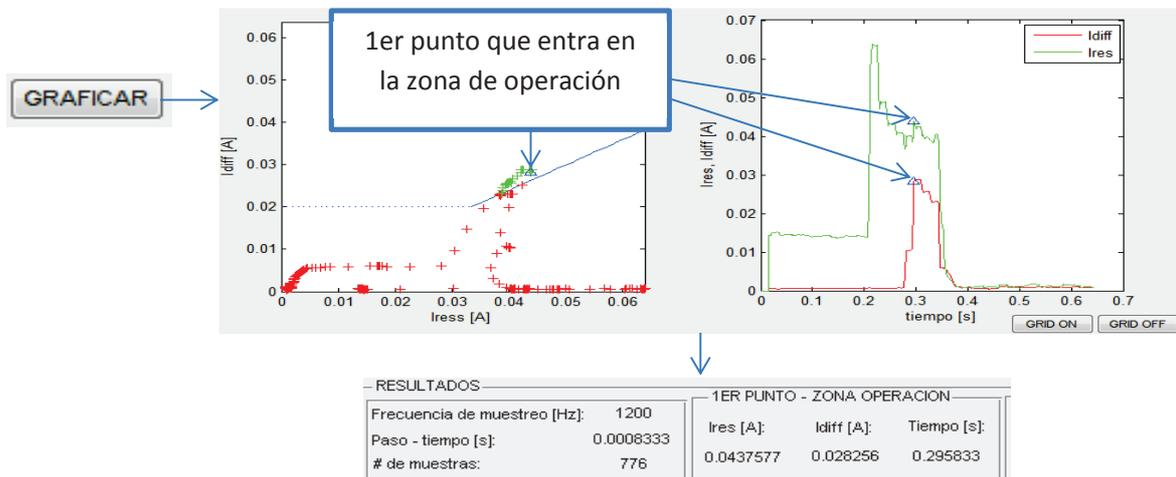 GRAFICAR
1er punto que entra en
la zona de operación
Idiff [A]
0.06
0.05
0.04
0.03
0.02
0.01
0
0 0.01 0.02 0.03 0.04 0.05 0.06
Iress [A]
Ires, Idiff [A]
0.07
0.06
0.05
0.04
0.03
0.02
0.01
0
0 0.1 0.2 0.3 0.4 0.5 0.6 0.7
tiempo [s]
Idiff
Ires
GRID ON GRID OFF
RESULTADOS
Frecuencia de muestreo [Hz]: 1200
Paso - tiempo [s]: 0.0008333
# de muestras: 776
1ER PUNTO - ZONA OPERACION
Ires [A]: Idiff [A]: Tiempo [s]:
0.0437577 0.028256 0.295833